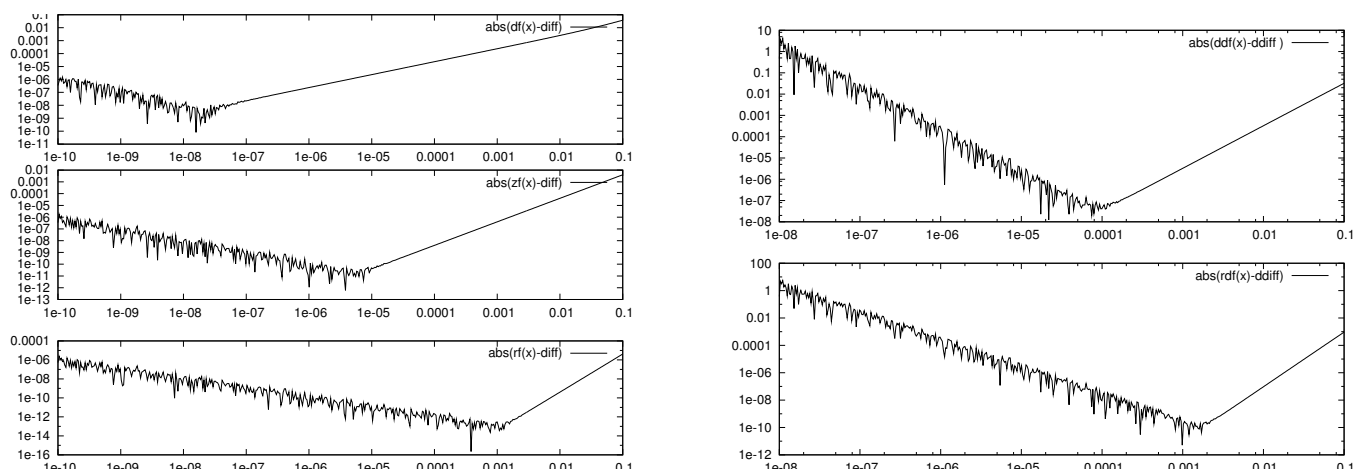 0.1
0.01
0.001
0.0001
1e-05
1e-06
1e-07
1e-08
1e-09
1e-10
1e-11
abs(df(x)-diff)
1e-10 1e-09 1e-08 1e-07 1e-06 1e-05 0.0001 0.001 0.01 0.1
0.01
0.001
0.0001
1e-05
1e-06
1e-07
1e-08
1e-09
1e-10
1e-11
1e-12
1e-13
abs(zf(x)-diff)
1e-10 1e-09 1e-08 1e-07 1e-06 1e-05 0.0001 0.001 0.01 0.1
0.0001
1e-06
1e-08
1e-10
1e-12
1e-14
1e-16
abs(rf(x)-diff)
1e-10 1e-09 1e-08 1e-07 1e-06 1e-05 0.0001 0.001 0.01 0.1
10
1
0.1
0.01
0.001
0.0001
1e-05
1e-06
1e-07
1e-08
abs(ddf(x)-ddiff )
1e-08 1e-07 1e-06 1e-05 0.0001 0.001 0.01 0.1
100
1
0.01
0.0001
1e-06
1e-08
1e-10
1e-12
abs(rdf(x)-ddiff)
1e-08 1e-07 1e-06 1e-05 0.0001 0.001 0.01 0.1